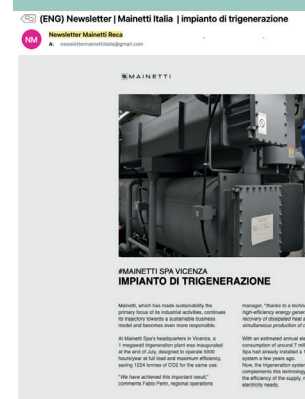 (ENG) Newsletter | Mainetti Italia | impianto di trigenerazione
NM
Newsletter Mainetti Reca
A: newslettermainettiitalia@gmail.com
MAINETTI
#MAINETTI SPA VICENZA
IMPIANTO DI TRIGENERAZIONE
Mainetti, which has made sustainability the
primary focus of its industrial activities, continues
its trajectory towards a sustainable business
model and becomes even more responsible.
At Mainetti Spa's headquarters in Vicenza, a
1 megawatt trigeneration plant was inaugurated
at the end of July, designed to operate 5000
hours/year at full load and maximum efficiency,
saving 1224 tonnes of CO2 for the same use.
"We have achieved this important result,"
comments Fabio Perin, regional operations
manager, "thanks to a techno
high-efficiency energy gener
recovery of dissipated heat a
simultaneous production of c
With an estimated annual ele
consumption of around 7 mill
Spa had already installed a 1
system a few years ago.
Now, the trigeneration system
complements this technology
the efficiency of the supply, m
electricity needs.